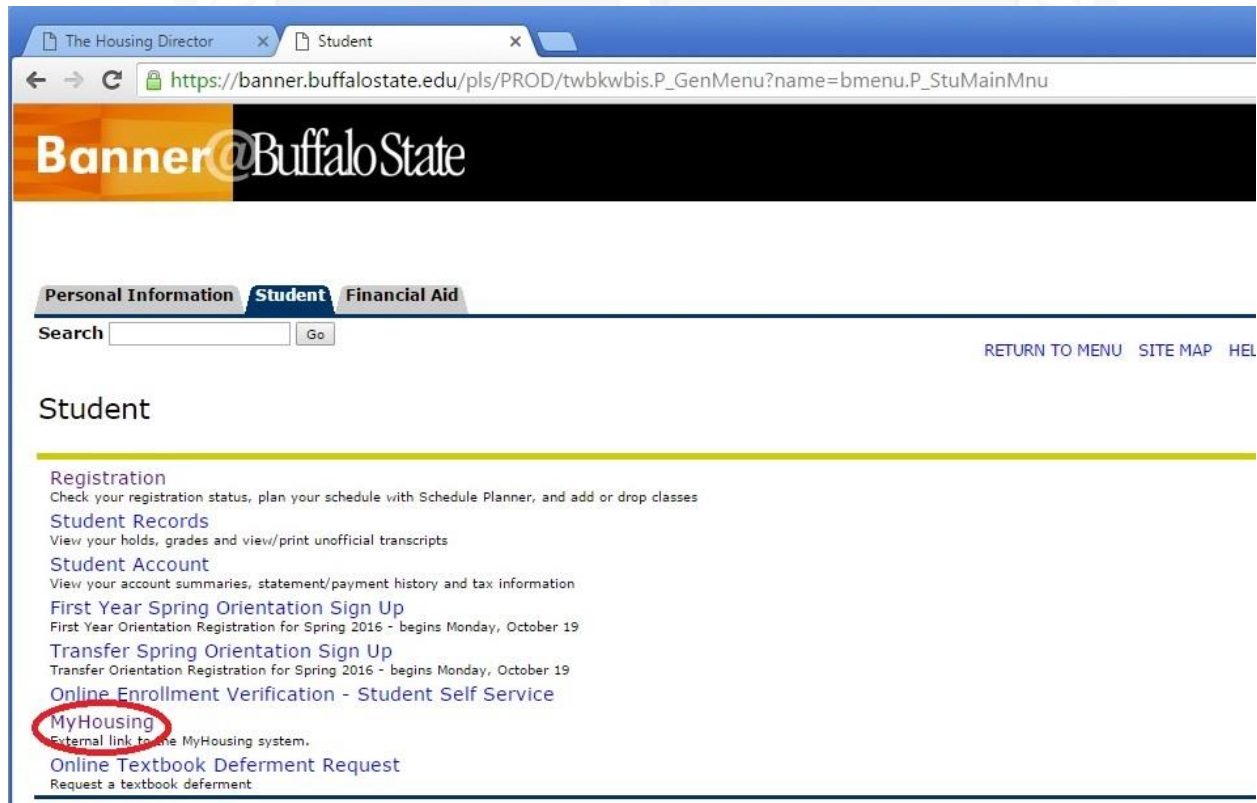 The Housing Director
Student
https://banner.buffalostate.edu/pls/PROD/twbkwbis.P_GenMenu?name=bmenu.P_StuMainMnu
Banner@Buffalo State
Personal Information Student Financial Aid
Search Go
RETURN TO MENU SITE MAP HEL
Student
Registration
Check your registration status, plan your schedule with Schedule Planner, and add or drop classes
Student Records
View your holds, grades and view/print unofficial transcripts
Student Account
View your account summaries, statement/payment history and tax information
First Year Spring Orientation Sign Up
First Year Orientation Registration for Spring 2016 - begins Monday, October 19
Transfer Spring Orientation Sign Up
Transfer Orientation Registration for Spring 2016 - begins Monday, October 19
Online Enrollment Verification - Student Self Service
MyHousing
External link to the MyHousing system.
Online Textbook Deferment Request
Request a textbook deferment